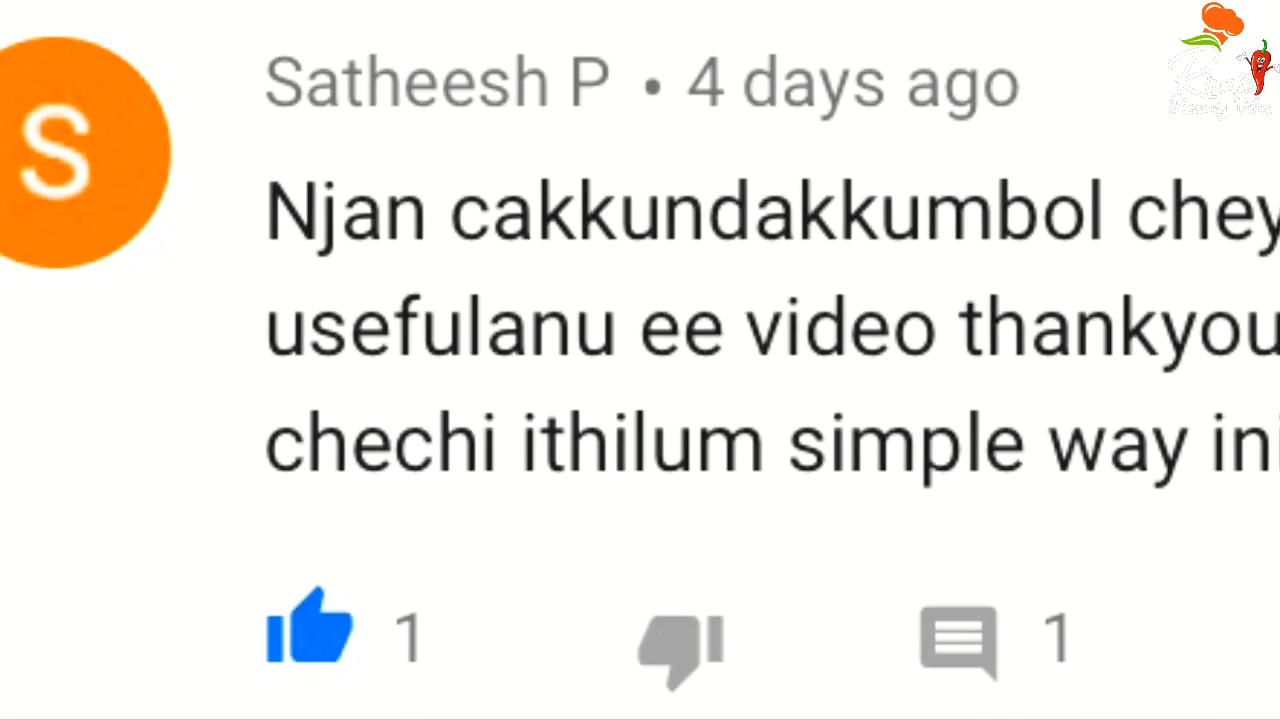 S
Satheesh P • 4 days ago
Njan cakkundakkumbol chey
usefulanu ee video thankyou
chechi ithilum simple way ini
1 1